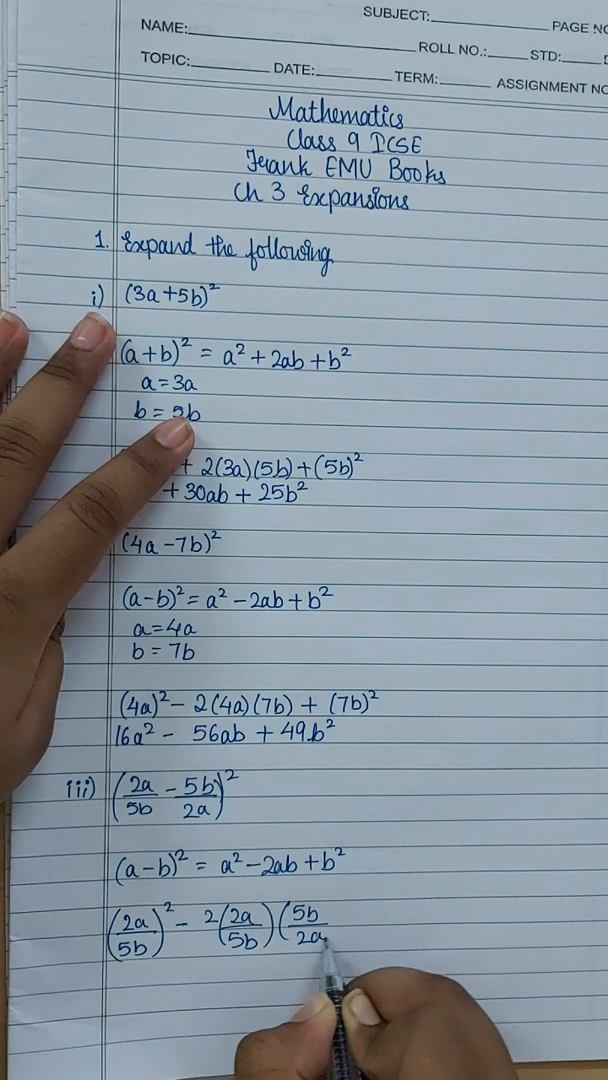 SUBJECT:
PAGE NO
NAME:
ROLL NO.: STD:
TOPIC: DATE: TERM: ASSIGNMENT NO
Mathematics
Class 9 ICSE
Frank EMU Books
Ch 3 Expansions
1. Expand the following
i) (3a+5b)²
(a+b)² = a² + 2ab + b²
a = 3a
b = 5b
+ 2(3a)(5b) + (5b)²
+ 30ab + 25b²
(4a - 7b)²
(a-b)² = a² - 2ab + b²
a = 4a
b = 7b
(4a)² - 2(4a)(7b) + (7b)²
16a² - 56ab + 49b²
iii) (2a/5b - 5b/2a)²
(a-b)² = a² - 2ab + b²
(2a/5b)² - 2(2a/5b)(5b/2a